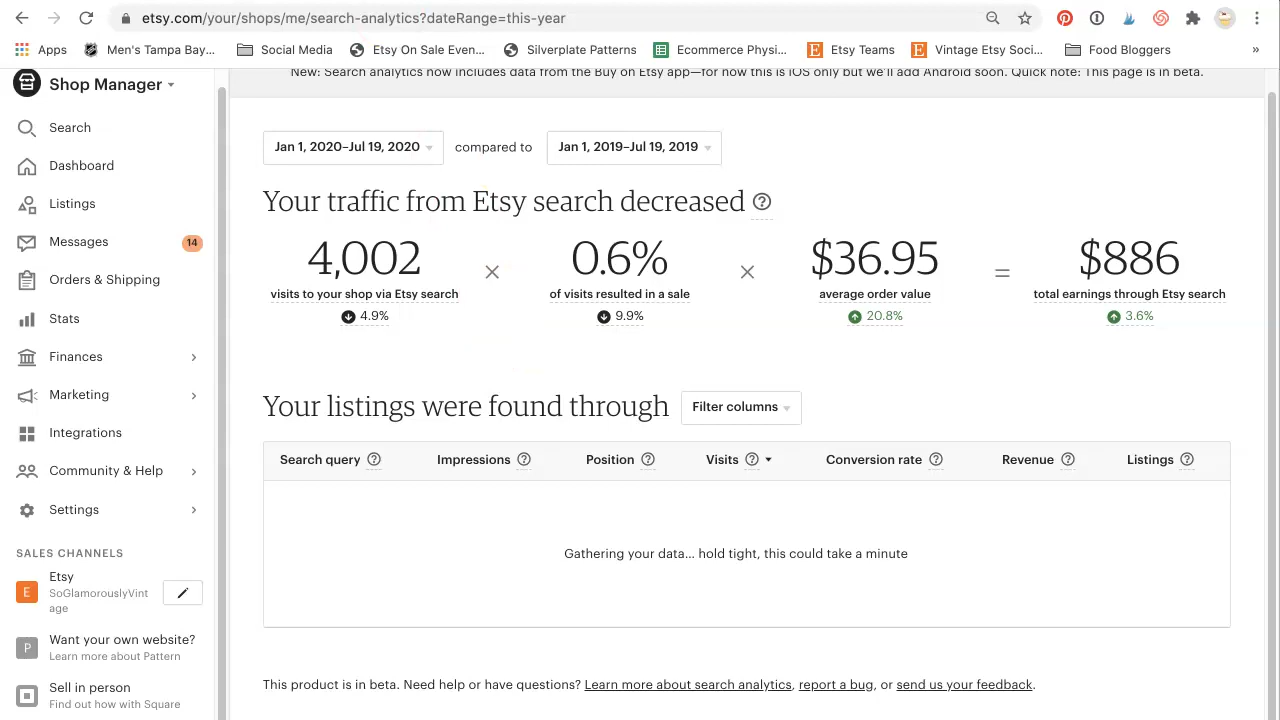 etsy.com/your/shops/me/search-analytics?dateRange=this-year
Apps
Men's Tampa Bay...
Social Media
Etsy On Sale Even...
Silverplate Patterns
Ecommerce Physi...
Etsy Teams
Vintage Etsy Soci...
Food Bloggers
»
Shop Manager
Search
Dashboard
Listings
Messages 14
Orders & Shipping
Stats
Finances
Marketing
Integrations
Community & Help
Settings
SALES CHANNELS
E
Etsy
SoGlamorouslyVint
age
P
Want your own website?
Learn more about Pattern
Sell in person
Find out how with Square
New: Search analytics now includes data from the Buy on Etsy app—for now this is iOS only but we'll add Android soon. Quick note: This page is in beta.
Jan 1, 2020–Jul 19, 2020 compared to Jan 1, 2019–Jul 19, 2019
Your traffic from Etsy search decreased ?
4,002 × 0.6% × $36.95 = $886
visits to your shop via Etsy search of visits resulted in a sale average order value total earnings through Etsy search
4.9% 9.9% 20.8% 3.6%
Your listings were found through Filter columns
Search query ? Impressions ? Position ? Visits ? Conversion rate ? Revenue ? Listings ?
Gathering your data... hold tight, this could take a minute
This product is in beta. Need help or have questions? Learn more about search analytics, report a bug, or send us your feedback.